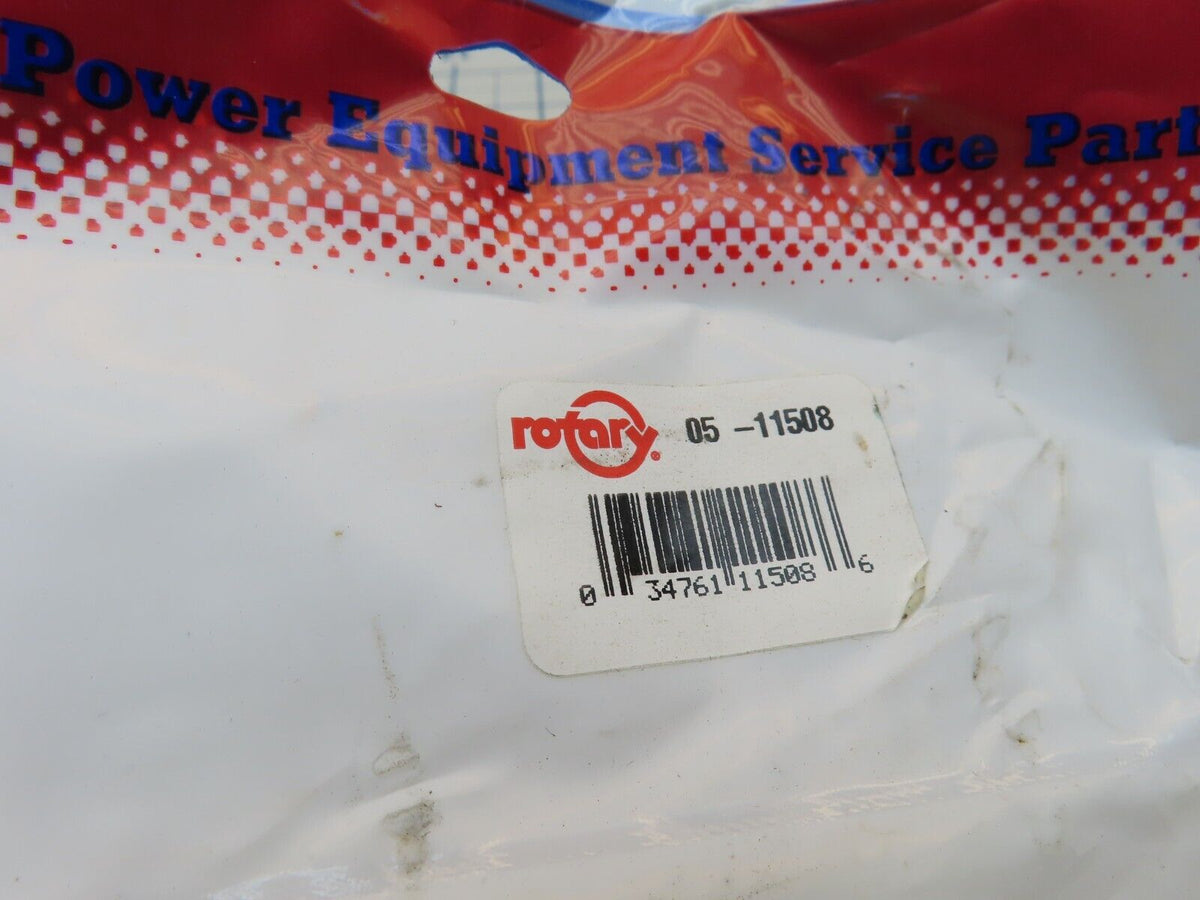 Power Equipment Service Part
rotary® 05 -11508
0 34761 11508 6